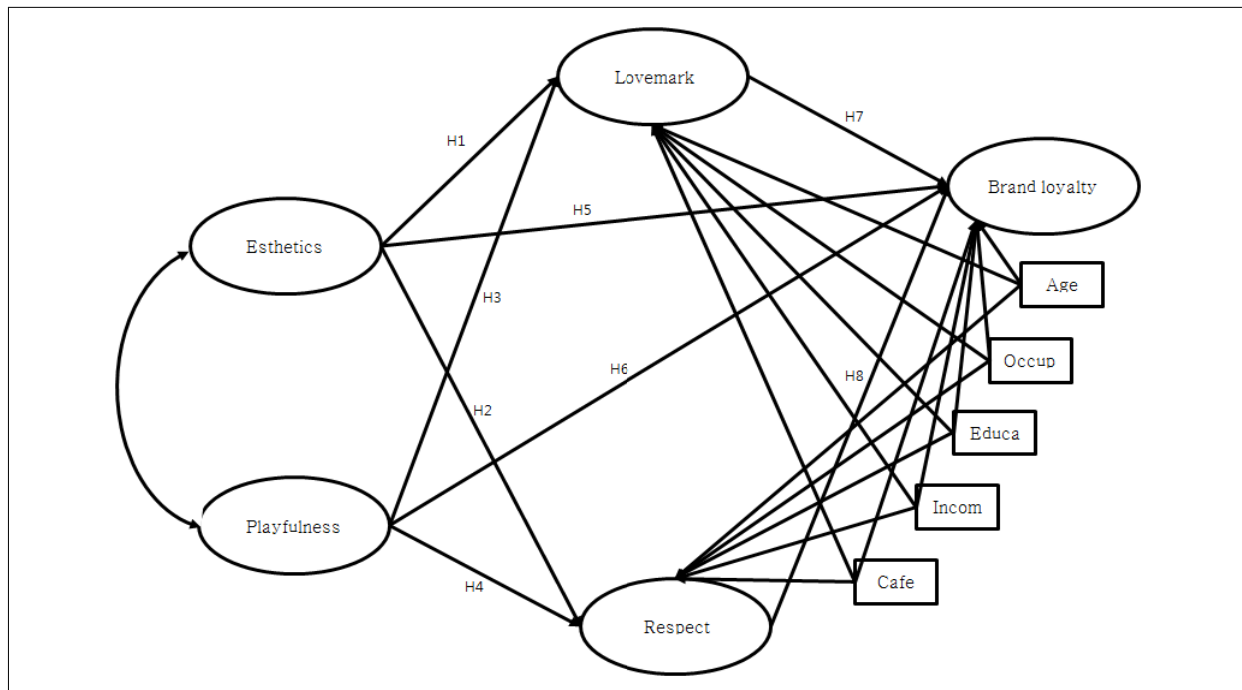 Lovemark
H7
H1
Brand loyalty
H5
Esthetics
Age
H3
Occup
H6
H8
H2
Educa
Incom
Playfulness
Cafe
H4
Respect